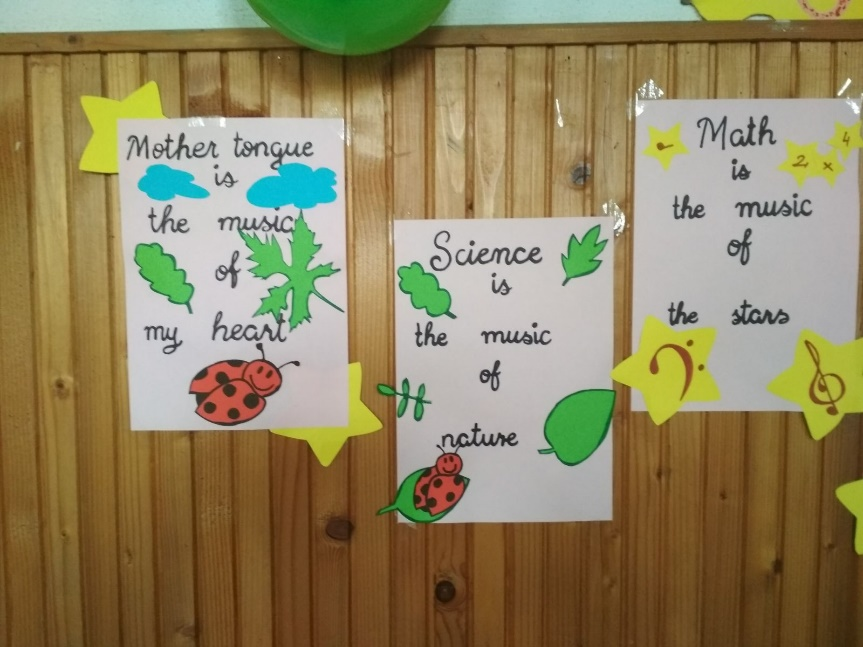 Mother tongue
is
the music
of
my heart
Science
is
the music
of
nature
Math
is
the music
of
the stars
2 x 4